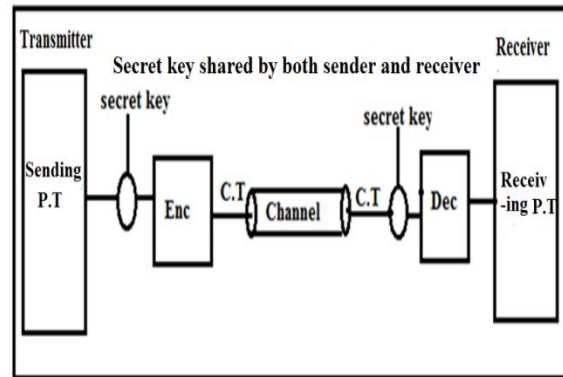 Transmitter
Receiver
Secret key shared by both sender and receiver
secret key
secret key
Sending
P.T
Enc
C.T
Channel
C.T
Dec
Receiv
-ing P.T